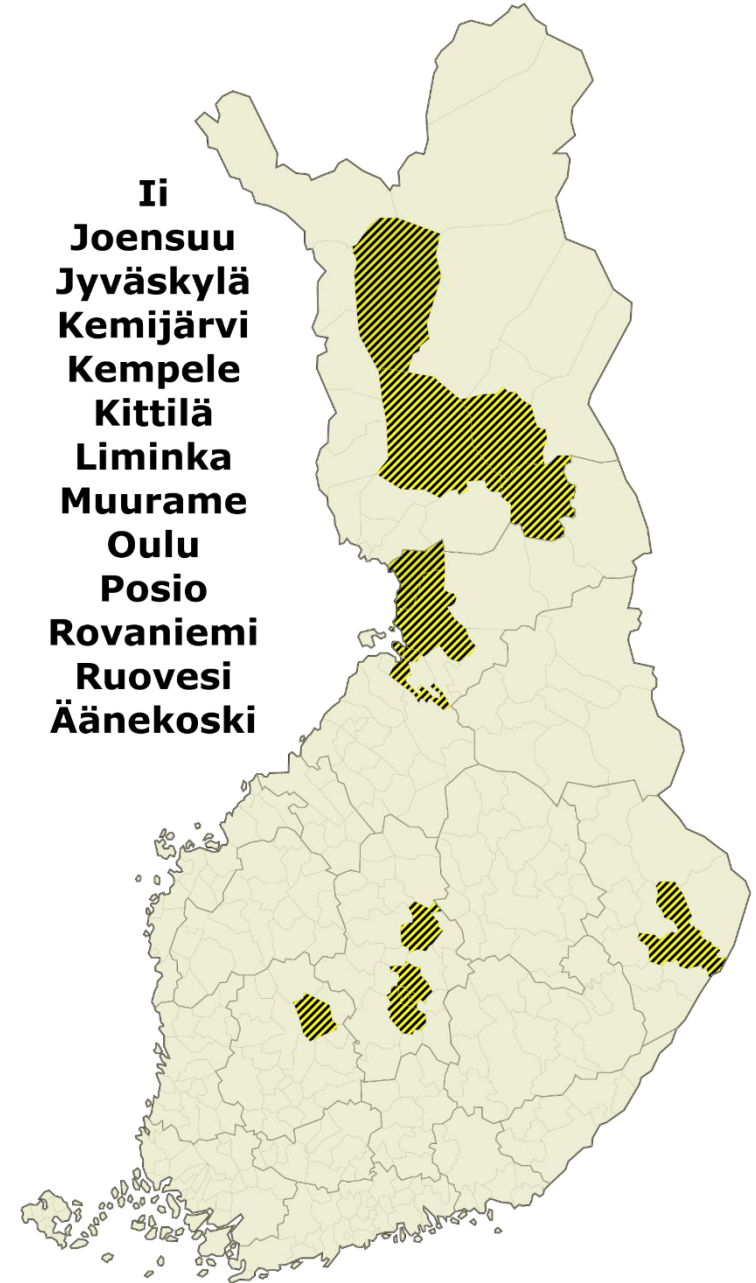 Ii
Joensuu
Jyväskylä
Kemijärvi
Kempele
Kittilä
Liminka
Muurame
Oulu
Posio
Rovaniemi
Ruovesi
Äänekoski